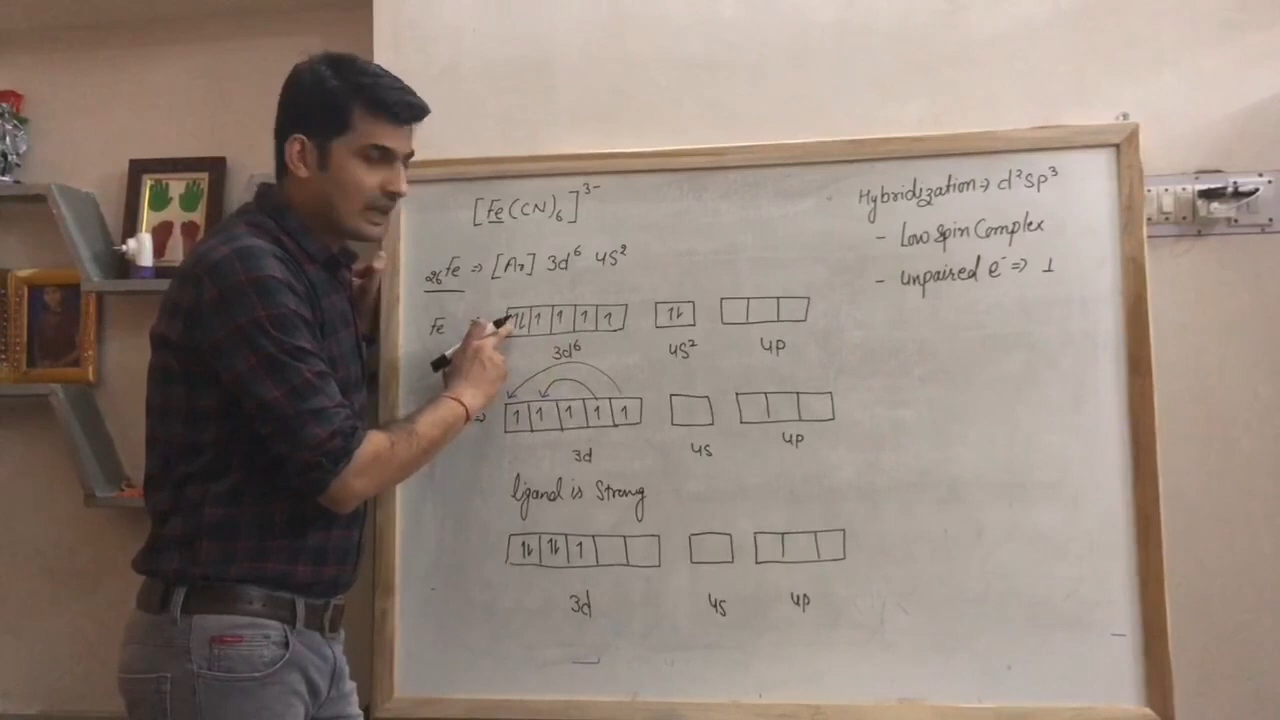 [Fe(CN)₆]³⁻
₂₆Fe ⇒ [Ar] 3d⁶ 4s²
Fe
↑↓ ↑ ↑ ↑ ↑ ↑↓
3d⁶ 4s² 4p
⇒ ↑ ↑ ↑ ↑ ↑
3d 4s 4p
ligand is Strong
↑↓ ↑↓ ↑
3d 4s 4p
Hybridization ⇒ d²sp³
- Low Spin Complex
- unpaired e⁻ ⇒ 1